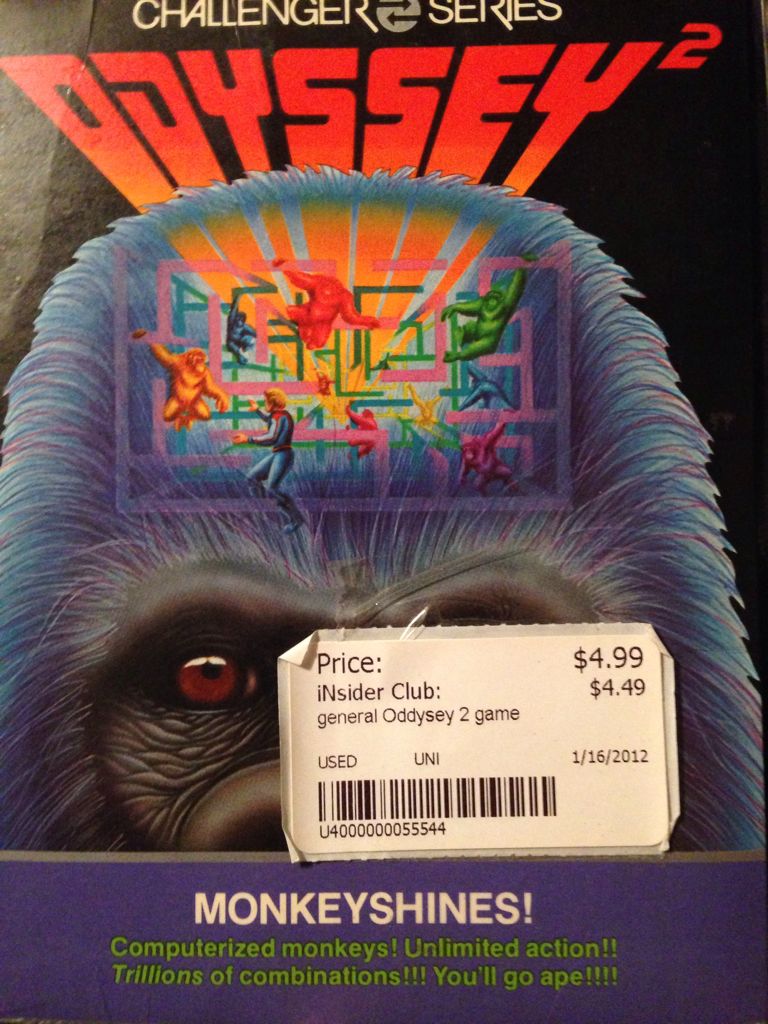 CHALLENGER 2 SERIES
ODYSSEY²
Price: $4.99
iNsider Club: $4.49
general Oddysey 2 game
USED UNI 1/16/2012
U4000000055544
MONKEYSHINES!
Computerized monkeys! Unlimited action!!
Trillions of combinations!!! You'll go ape!!!!